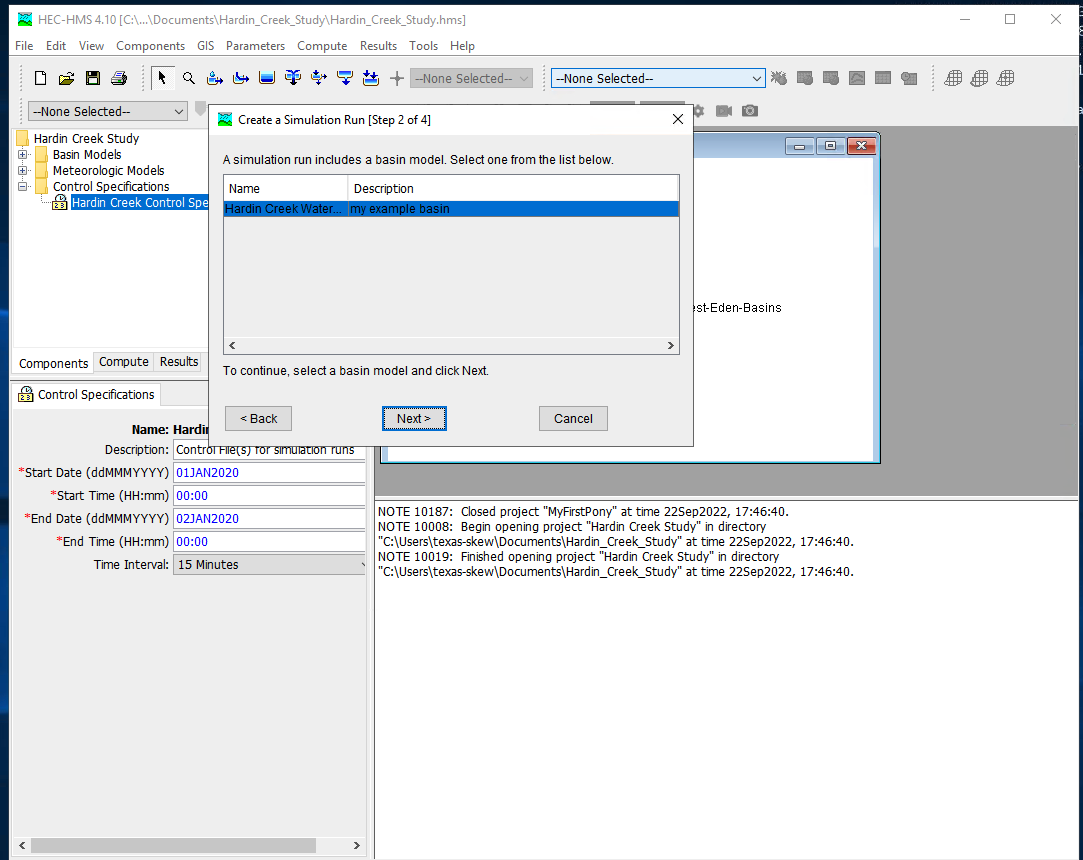 HEC-HMS 4.10 [C:\...\Documents\Hardin_Creek_Study\Hardin_Creek_Study.hms]
File Edit View Components GIS Parameters Compute Results Tools Help
--None Selected-- --None Selected--
--None Selected--
Create a Simulation Run [Step 2 of 4]
A simulation run includes a basin model. Select one from the list below.
Name Description
Hardin Creek Water... my example basin
To continue, select a basin model and click Next.
< Back Next > Cancel
Hardin Creek Study
Basin Models
Meteorologic Models
Control Specifications
Hardin Creek Control Spe
est-Eden-Basins
Components Compute Results
Control Specifications
Name: Hardin
Description: Control File(s) for simulation runs
*Start Date (ddMMMYYYY) 01JAN2020
*Start Time (HH:mm) 00:00
*End Date (ddMMMYYYY) 02JAN2020
*End Time (HH:mm) 00:00
Time Interval: 15 Minutes
NOTE 10187: Closed project "MyFirstPony" at time 22Sep2022, 17:46:40.
NOTE 10008: Begin opening project "Hardin Creek Study" in directory
"C:\Users\texas-skew\Documents\Hardin_Creek_Study" at time 22Sep2022, 17:46:40.
NOTE 10019: Finished opening project "Hardin Creek Study" in directory
"C:\Users\texas-skew\Documents\Hardin_Creek_Study" at time 22Sep2022, 17:46:40.